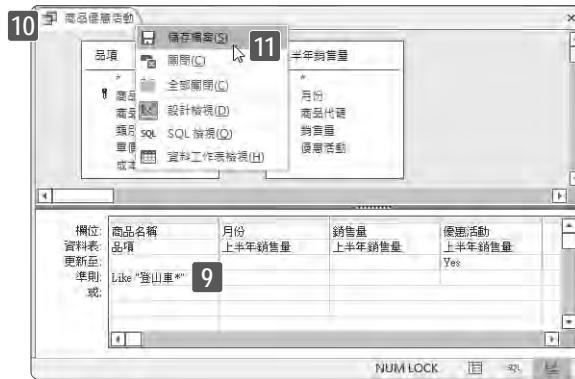 10 商品優惠活動
儲存檔案(S)
11
品項
半年銷售量
關閉(C)
全部關閉(C)
設計檢視(D)
SQL SQL 檢視(Q)
資料工作表檢視(H)
*
商品
商品
類別
單價
成本
*
月份
商品代碼
銷售量
優惠活動
欄位: 商品名稱 月份 銷售量 優惠活動
資料表: 品項 上半年銷售量 上半年銷售量 上半年銷售量
更新至: Yes
準則: Like "登山車*" 9
或:
NUM LOCK SQL